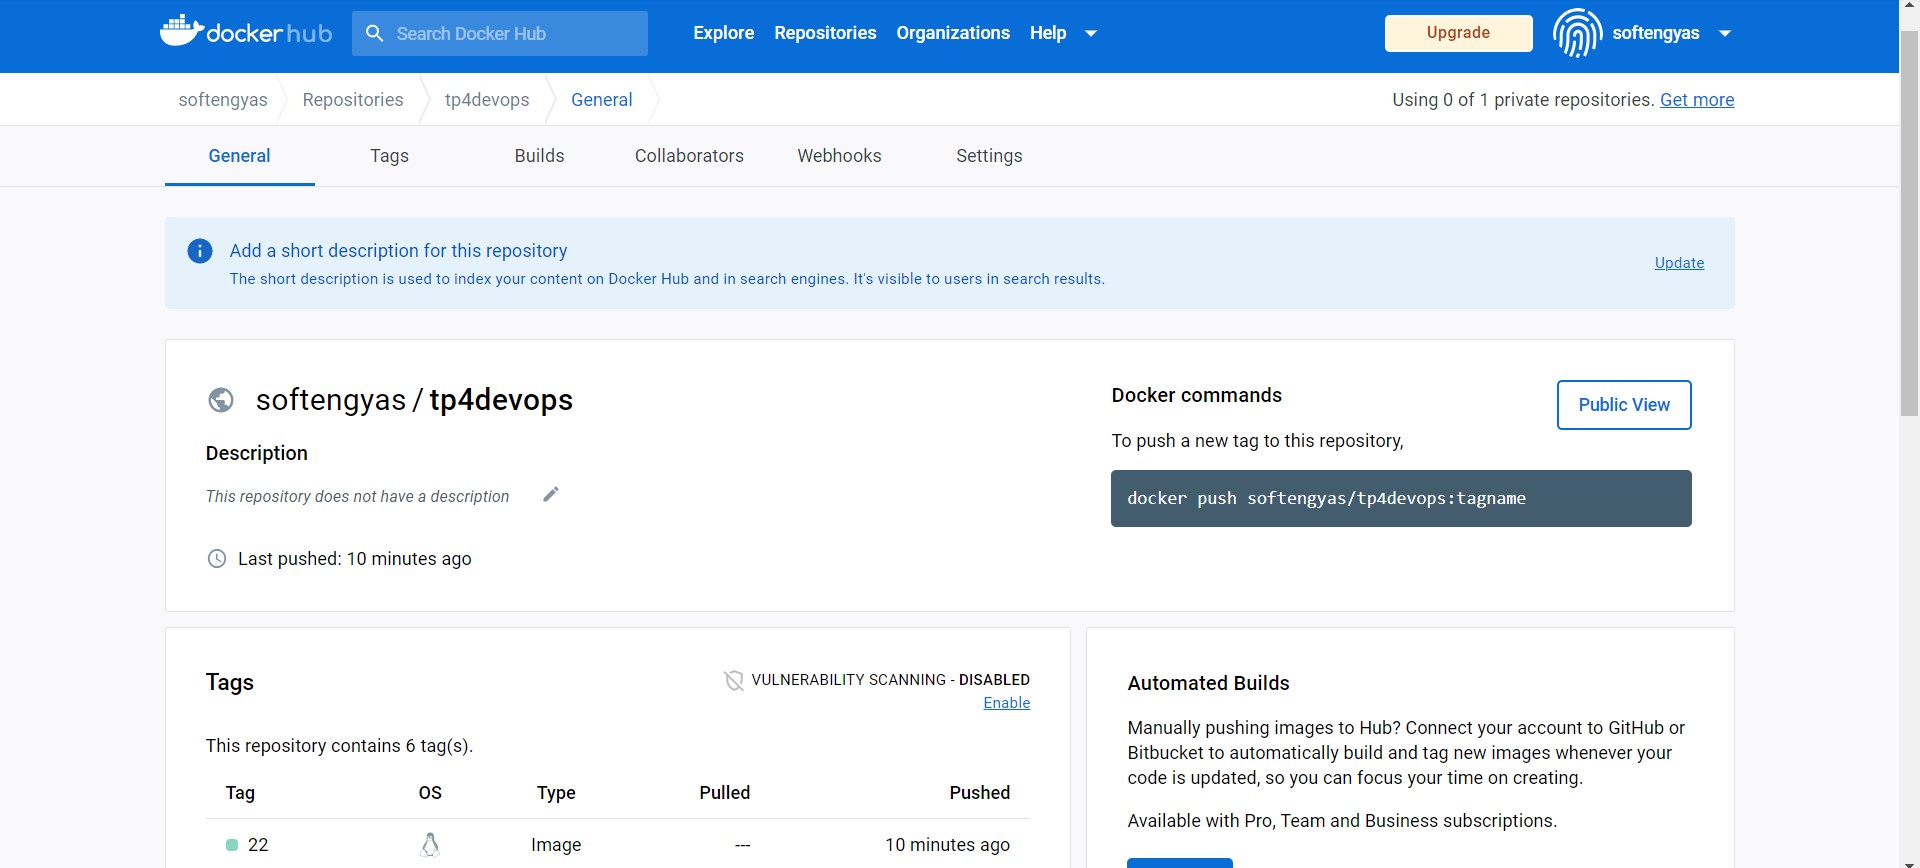 docker hub
Search Docker Hub
Explore Repositories Organizations Help
Upgrade
softengyas
softengyas Repositories tp4devops General
Using 0 of 1 private repositories. Get more
General Tags Builds Collaborators Webhooks Settings
Add a short description for this repository
The short description is used to index your content on Docker Hub and in search engines. It's visible to users in search results.
Update
softengyas / tp4devops
Description
This repository does not have a description
Last pushed: 10 minutes ago
Docker commands
Public View
To push a new tag to this repository,
docker push softengyas/tp4devops:tagname
Tags
VULNERABILITY SCANNING - DISABLED
Enable
This repository contains 6 tag(s).
Tag OS Type Pulled Pushed
22 Image --- 10 minutes ago
Automated Builds
Manually pushing images to Hub? Connect your account to GitHub or
Bitbucket to automatically build and tag new images whenever your
code is updated, so you can focus your time on creating.
Available with Pro, Team and Business subscriptions.